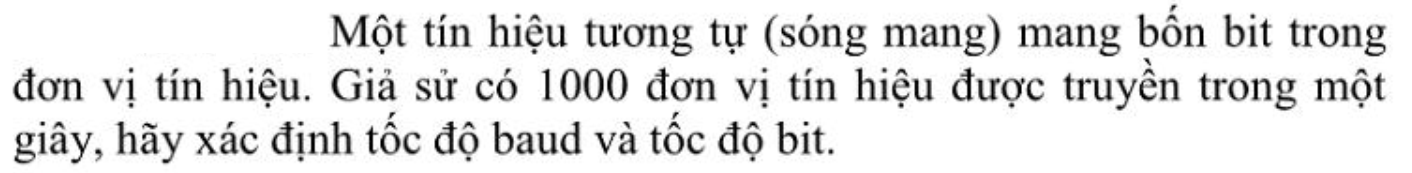 Một tín hiệu tương tự (sóng mang) mang bốn bit trong
đơn vị tín hiệu. Giả sử có 1000 đơn vị tín hiệu được truyền trong một
giây, hãy xác định tốc độ baud và tốc độ bit.